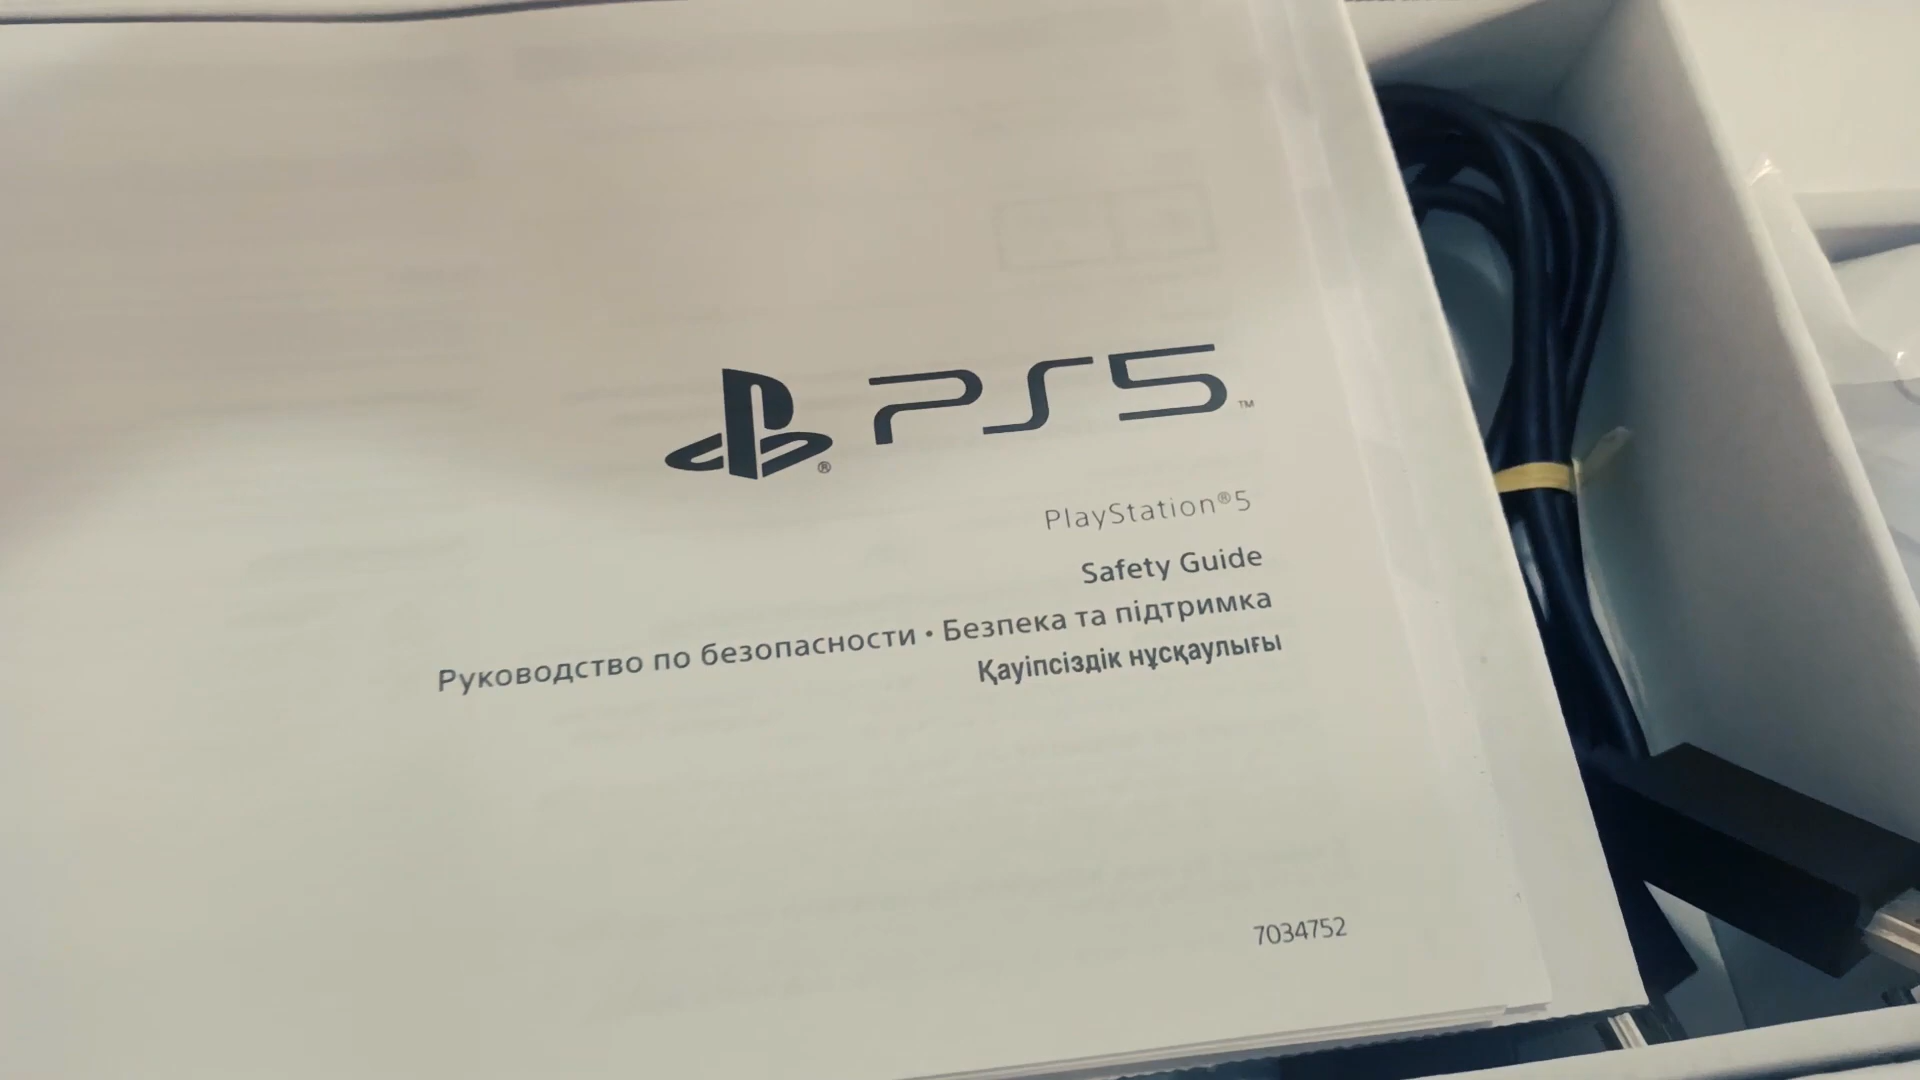 PS5™
PlayStation®5
Safety Guide
Руководство по безопасности • Безпека та підтримка
Қауіпсіздік нұсқаулығы
7034752